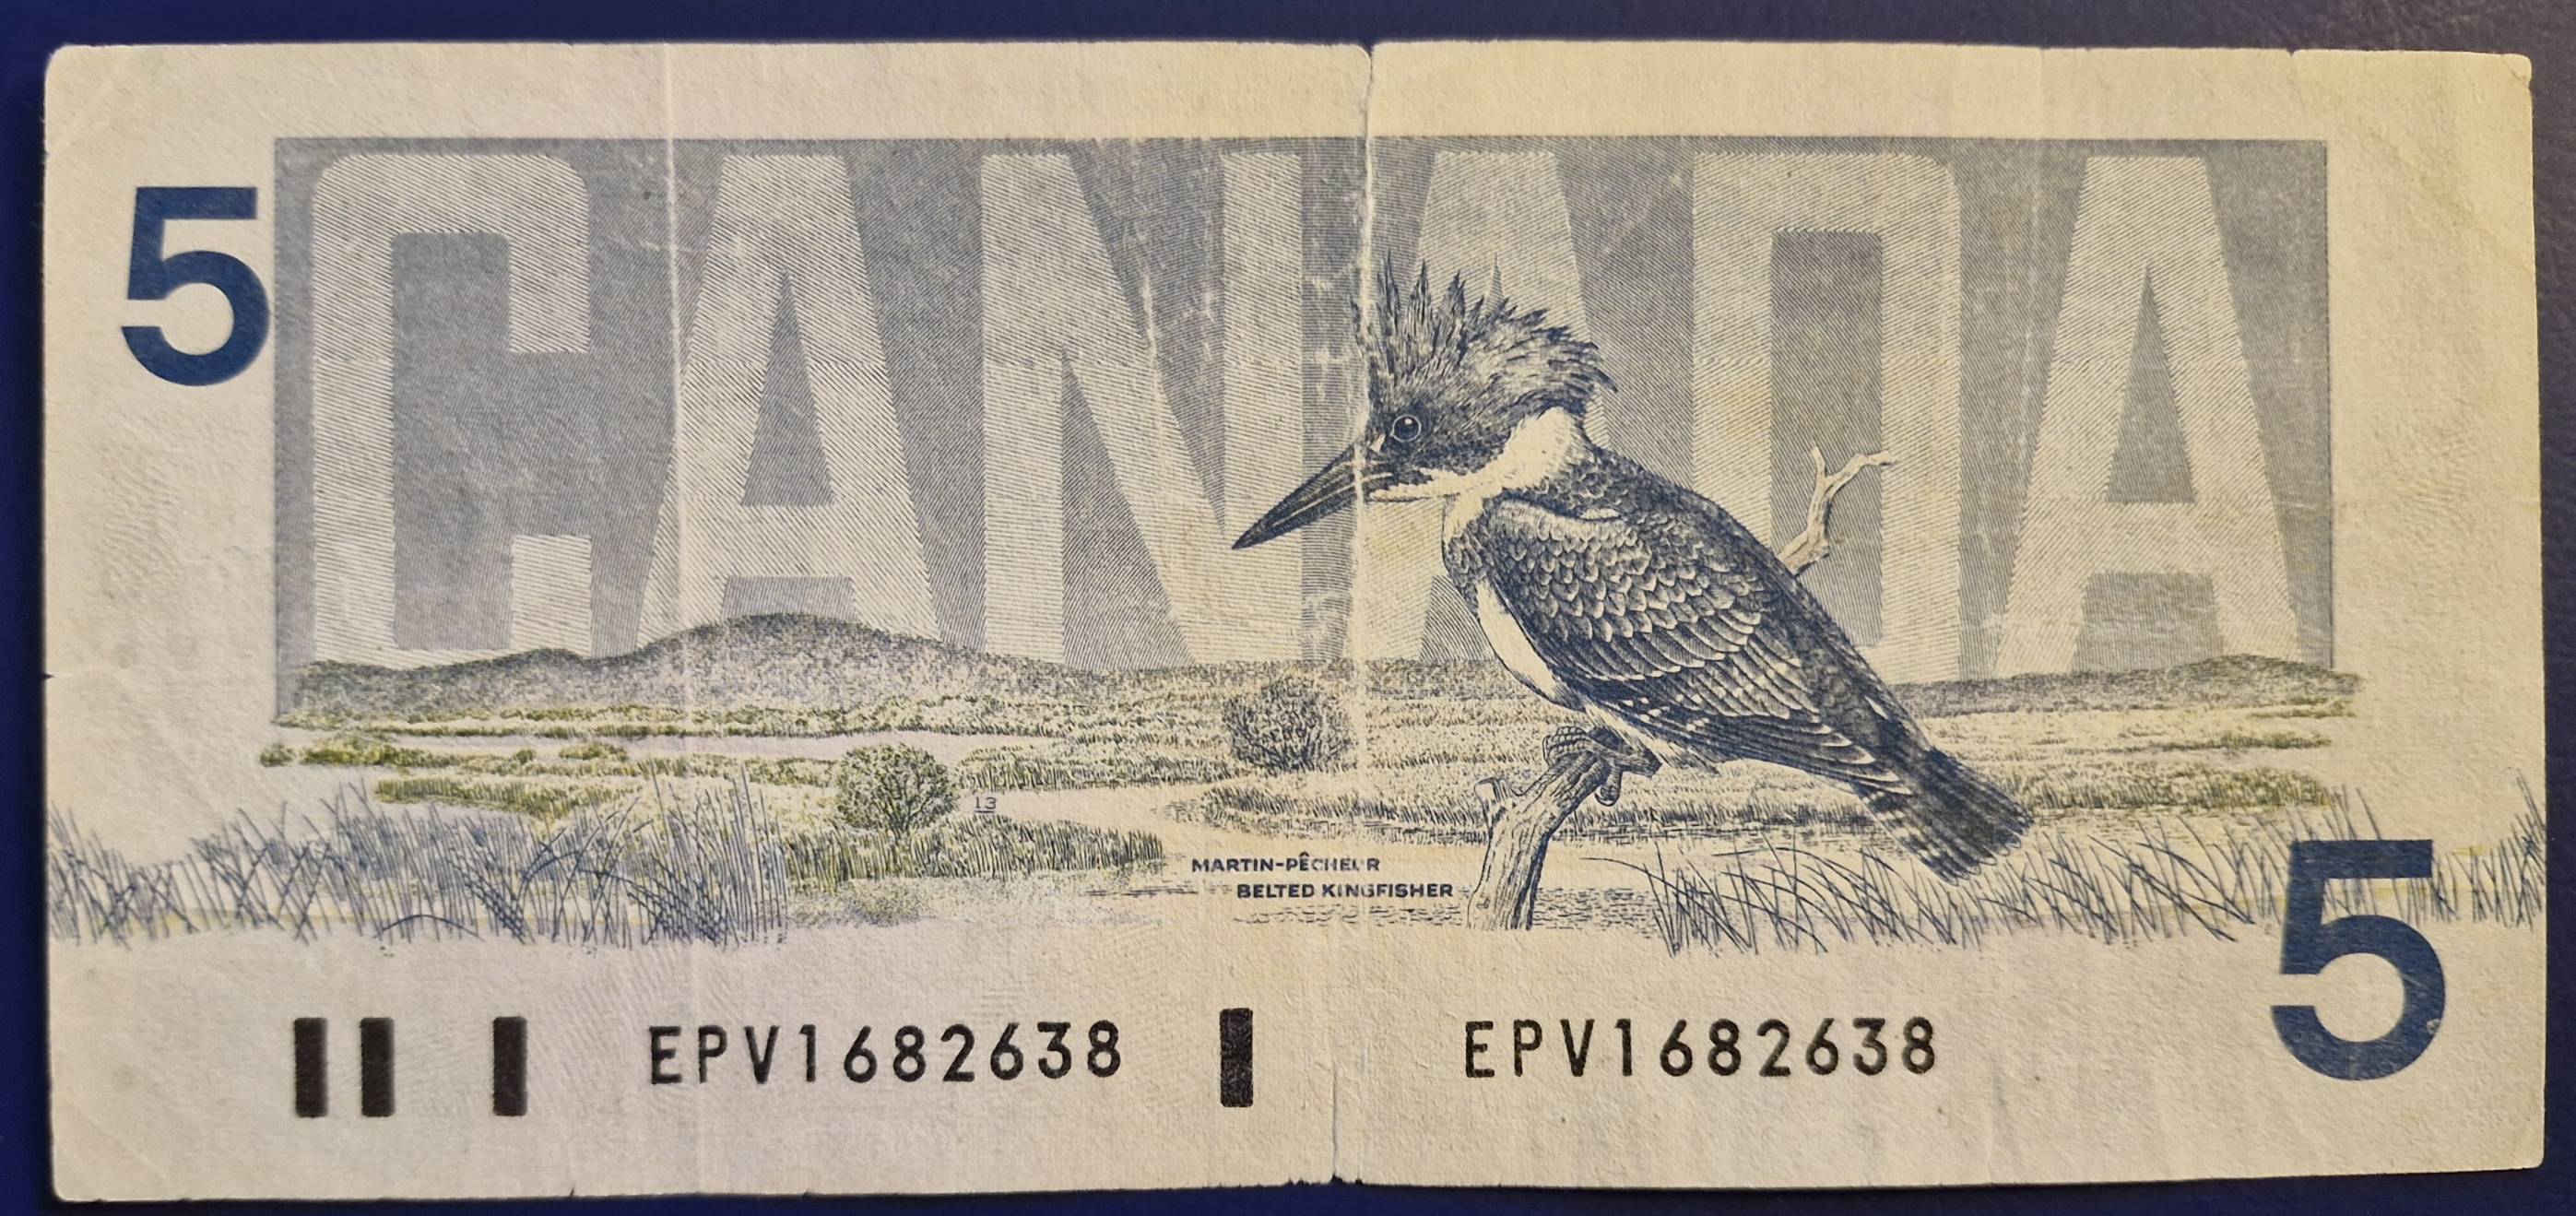 CANADA
5
13
MARTIN-PÊCHEUR
BELTED KINGFISHER
5
EPV1682638 EPV1682638